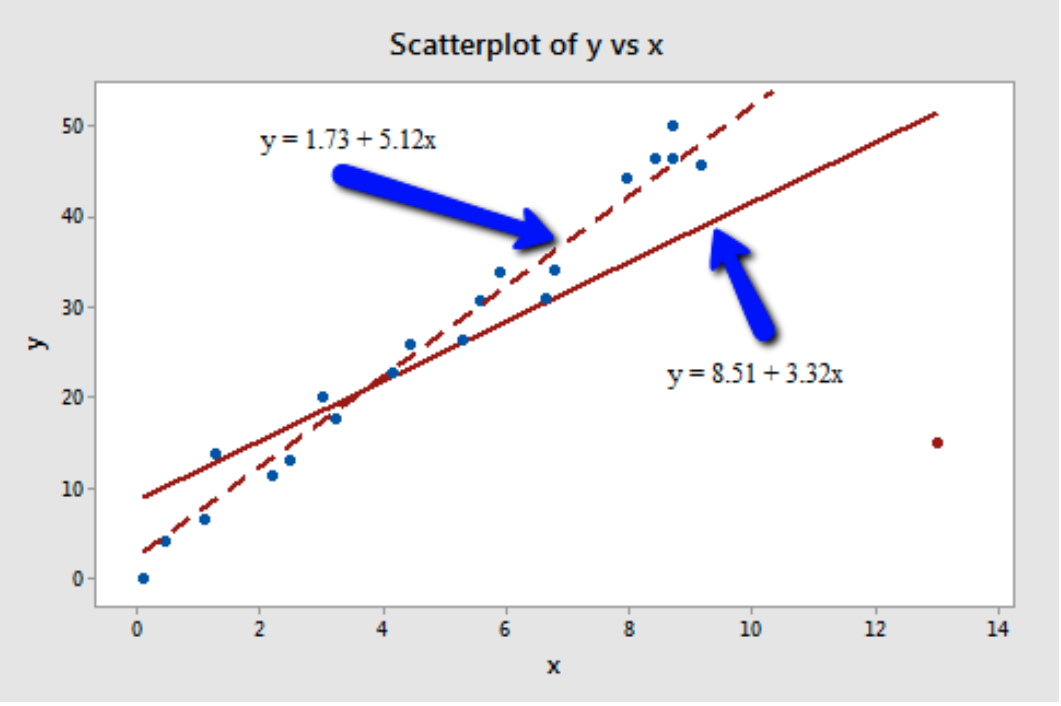 Scatterplot of y vs x
50
40
30
20
10
0
y
y = 1.73 + 5.12x
y = 8.51 + 3.32x
0 2 4 6 8 10 12 14
x